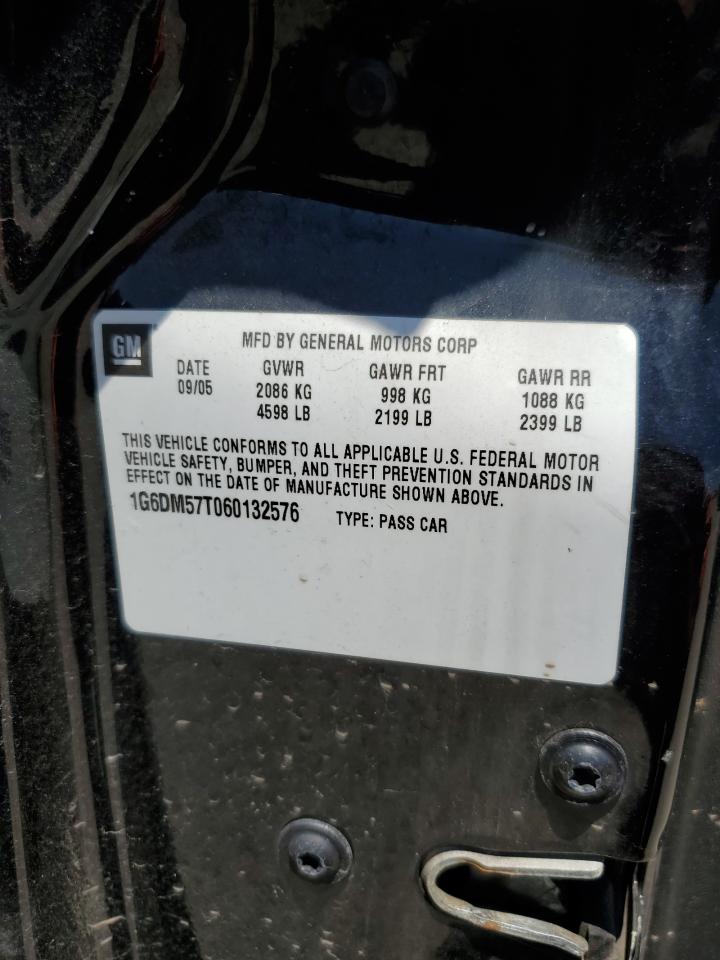 GM
MFD BY GENERAL MOTORS CORP
DATE GVWR GAWR FRT GAWR RR
09/05 2086 KG 998 KG 1088 KG
4598 LB 2199 LB 2399 LB
THIS VEHICLE CONFORMS TO ALL APPLICABLE U.S. FEDERAL MOTOR
VEHICLE SAFETY, BUMPER, AND THEFT PREVENTION STANDARDS IN
EFFECT ON THE DATE OF MANUFACTURE SHOWN ABOVE.
1G6DM57T060132576 TYPE: PASS CAR